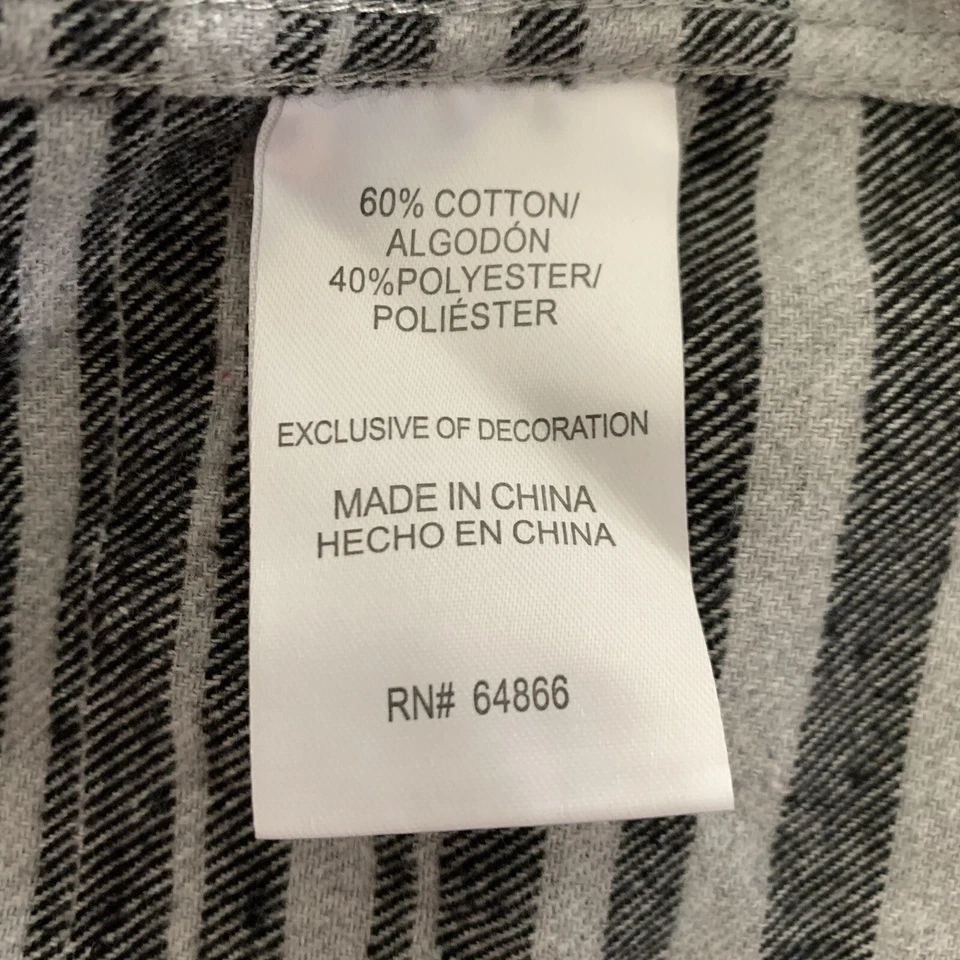 60% COTTON/
ALGODÓN
40%POLYESTER/
POLIÉSTER
EXCLUSIVE OF DECORATION
MADE IN CHINA
HECHO EN CHINA
RN# 64866